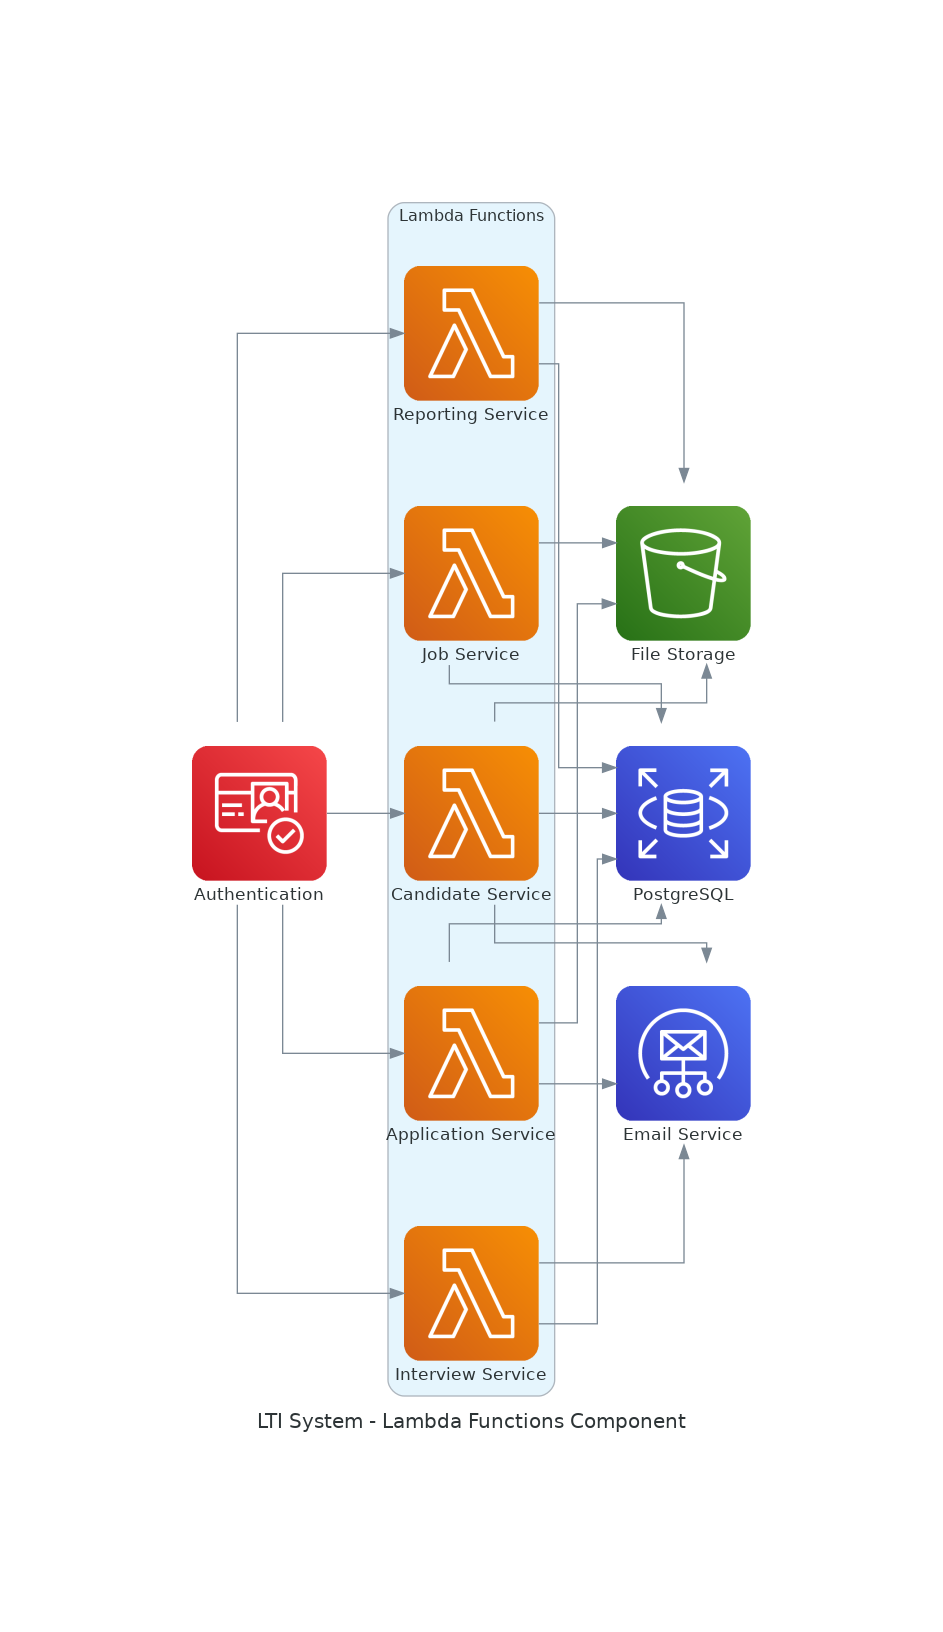 Lambda Functions
Reporting Service
Job Service
File Storage
Authentication
Candidate Service
PostgreSQL
Application Service
Email Service
Interview Service
LTI System - Lambda Functions Component